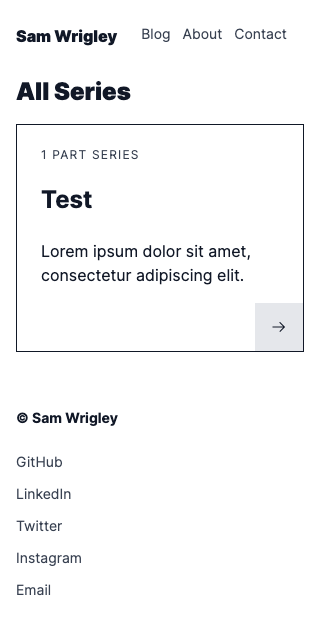 Sam Wrigley Blog About Contact
All Series
1 PART SERIES
Test
Lorem ipsum dolor sit amet,
consectetur adipiscing elit.
→
© Sam Wrigley
GitHub
LinkedIn
Twitter
Instagram
Email